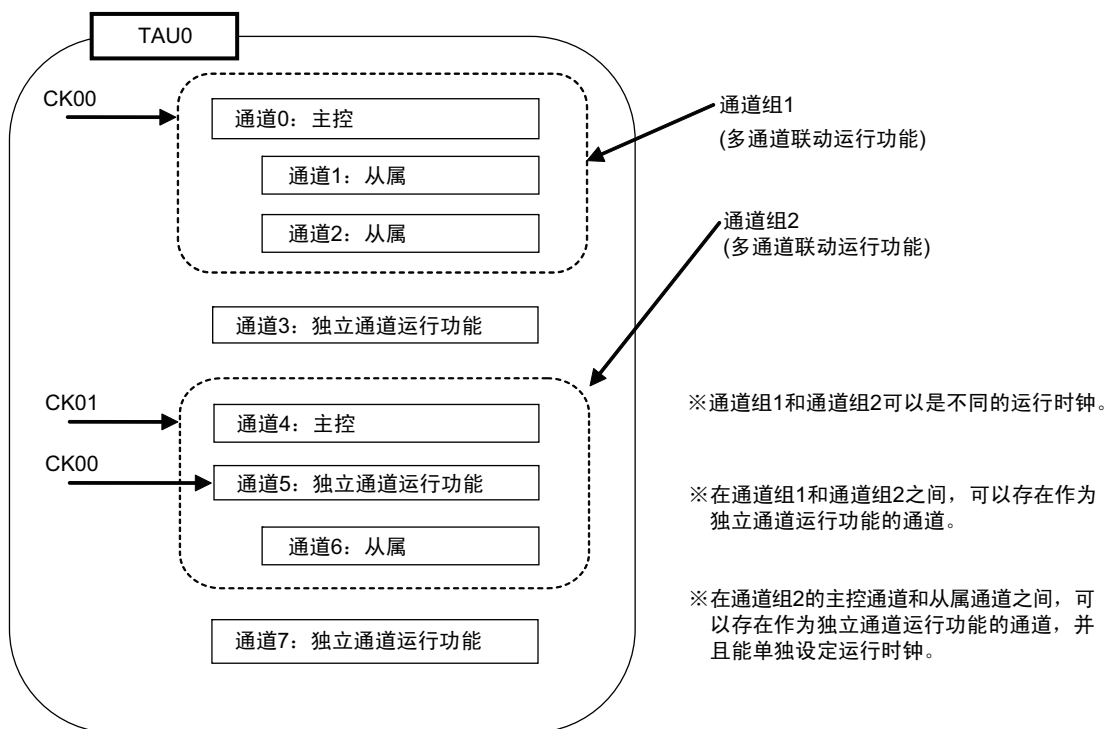 TAU0
CK00
通道0：主控
通道1：从属
通道2：从属
通道组1
(多通道联动运行功能)
通道组2
(多通道联动运行功能)
通道3：独立通道运行功能
CK01
通道4：主控
CK00
通道5：独立通道运行功能
通道6：从属
通道7：独立通道运行功能
※通道组1和通道组2可以是不同的运行时钟。
※在通道组1和通道组2之间，可以存在作为
独立通道运行功能的通道。
※在通道组2的主控通道和从属通道之间，可
以存在作为独立通道运行功能的通道，并
且能单独设定运行时钟。